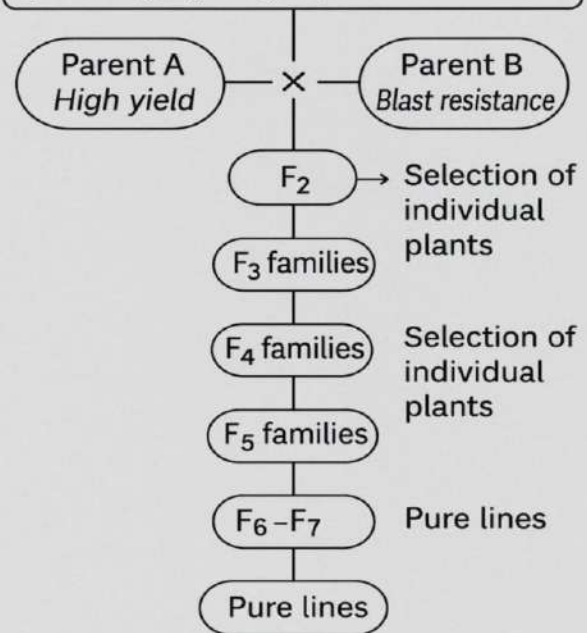 Parent A
High yield
×
Parent B
Blast resistance
F₂
→ Selection of
individual
plants
F₃ families
F₄ families
Selection of
individual
plants
F₅ families
F₆ – F₇
Pure lines
Pure lines